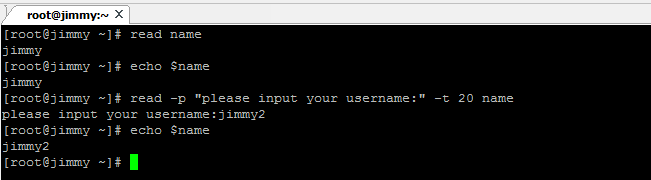 root@jimmy:~ X
[root@jimmy ~]# read name
jimmy
[root@jimmy ~]# echo $name
jimmy
[root@jimmy ~]# read -p "please input your username:" -t 20 name
please input your username:jimmy2
[root@jimmy ~]# echo $name
jimmy2
[root@jimmy ~]#